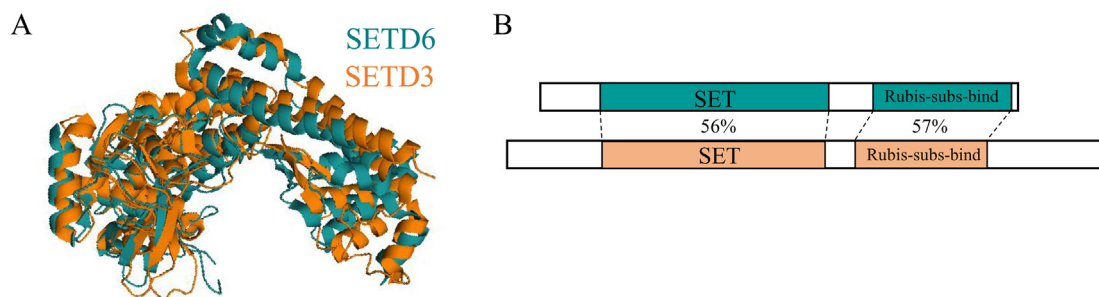 A
SETD6
SETD3
B
SET
Rubis-subs-bind
56%
57%
SET
Rubis-subs-bind